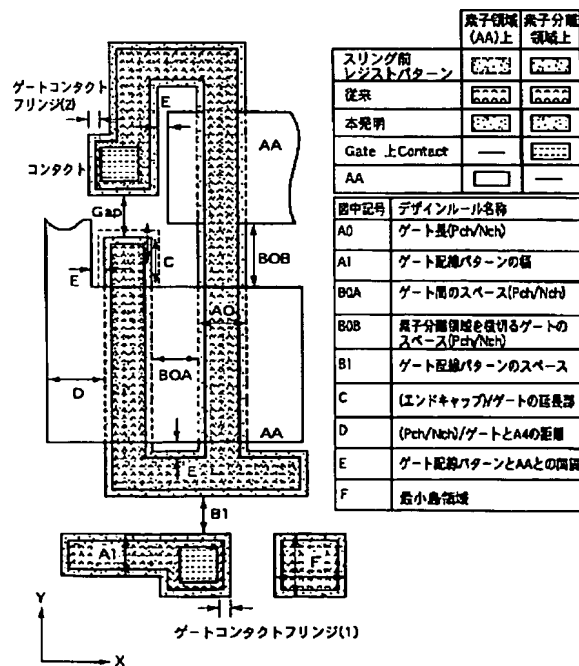 ゲートコンタクト
フリンジ(2)
コンタクト
Gap
E
AA
BOB
C
E
A0
BOA
D
AA
E
B1
A1
F
ゲートコンタクトフリンジ(1)
Y
X
素子領域
(AA)上
素子分離
領域上
スリング前
レジストパターン
従来
本発明
Gate 上Contact
—
AA
—
図中記号 デザインルール名称
A0 ゲート長(Pch/Nch)
A1 ゲート配線パターンの幅
BOA ゲート間のスペース(Pch/Nch)
BOB 素子分離領域を横切るゲートの
スペース(Pch/Nch)
B1 ゲート配線パターンのスペース
C (エンドキャップ)/ゲートの延長部
D (Pch/Nch)/ゲートとA4の距離
E ゲート配線パターンとAAとの間隔
F 最小島領域